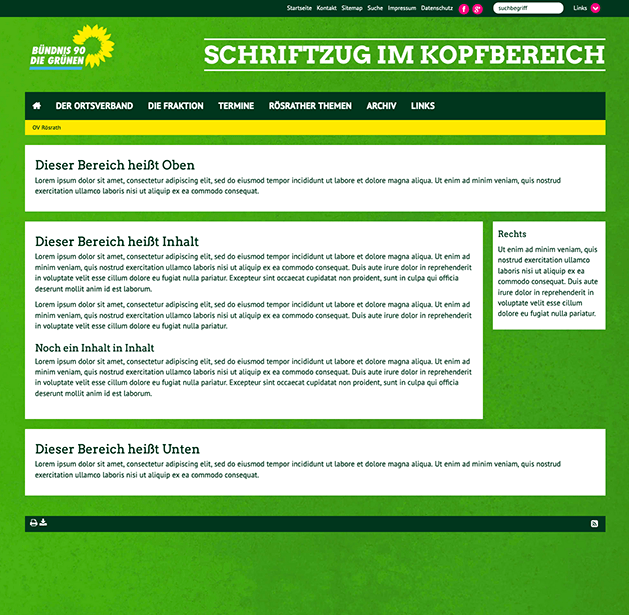 Startseite Kontakt Sitemap Suche Impressum Datenschutz suchbegriff Links
BÜNDNIS 90
DIE GRÜNEN
SCHRIFTZUG IM KOPFBEREICH
DER ORTSVERBAND DIE FRAKTION TERMINE RÖSRATHER THEMEN ARCHIV LINKS
OV Rösrath
Dieser Bereich heißt Oben
Lorem ipsum dolor sit amet, consectetur adipiscing elit, sed do eiusmod tempor incididunt ut labore et dolore magna aliqua. Ut enim ad minim veniam, quis nostrud
exercitation ullamco laboris nisi ut aliquip ex ea commodo consequat.
Dieser Bereich heißt Inhalt
Lorem ipsum dolor sit amet, consectetur adipiscing elit, sed do eiusmod tempor incididunt ut labore et dolore magna aliqua. Ut enim ad
minim veniam, quis nostrud exercitation ullamco laboris nisi ut aliquip ex ea commodo consequat. Duis aute irure dolor in reprehenderit
in voluptate velit esse cillum dolore eu fugiat nulla pariatur. Excepteur sint occaecat cupidatat non proident, sunt in culpa qui officia
deserunt mollit anim id est laborum.
Lorem ipsum dolor sit amet, consectetur adipiscing elit, sed do eiusmod tempor incididunt ut labore et dolore magna aliqua. Ut enim ad
minim veniam, quis nostrud exercitation ullamco laboris nisi ut aliquip ex ea commodo consequat. Duis aute irure dolor in reprehenderit
in voluptate velit esse cillum dolore eu fugiat nulla pariatur.
Noch ein Inhalt in Inhalt
Lorem ipsum dolor sit amet, consectetur adipiscing elit, sed do eiusmod tempor incididunt ut labore et dolore magna aliqua. Ut enim ad
minim veniam, quis nostrud exercitation ullamco laboris nisi ut aliquip ex ea commodo consequat. Duis aute irure dolor in reprehenderit
in voluptate velit esse cillum dolore eu fugiat nulla pariatur. Excepteur sint occaecat cupidatat non proident, sunt in culpa qui officia
deserunt mollit anim id est laborum.
Rechts
Ut enim ad minim veniam, quis
nostrud exercitation ullamco
laboris nisi ut aliquip ex ea
commodo consequat. Duis aute
irure dolor in reprehenderit in
voluptate velit esse cillum
dolore eu fugiat nulla pariatur.
Dieser Bereich heißt Unten
Lorem ipsum dolor sit amet, consectetur adipiscing elit, sed do eiusmod tempor incididunt ut labore et dolore magna aliqua. Ut enim ad minim veniam, quis nostrud
exercitation ullamco laboris nisi ut aliquip ex ea commodo consequat.